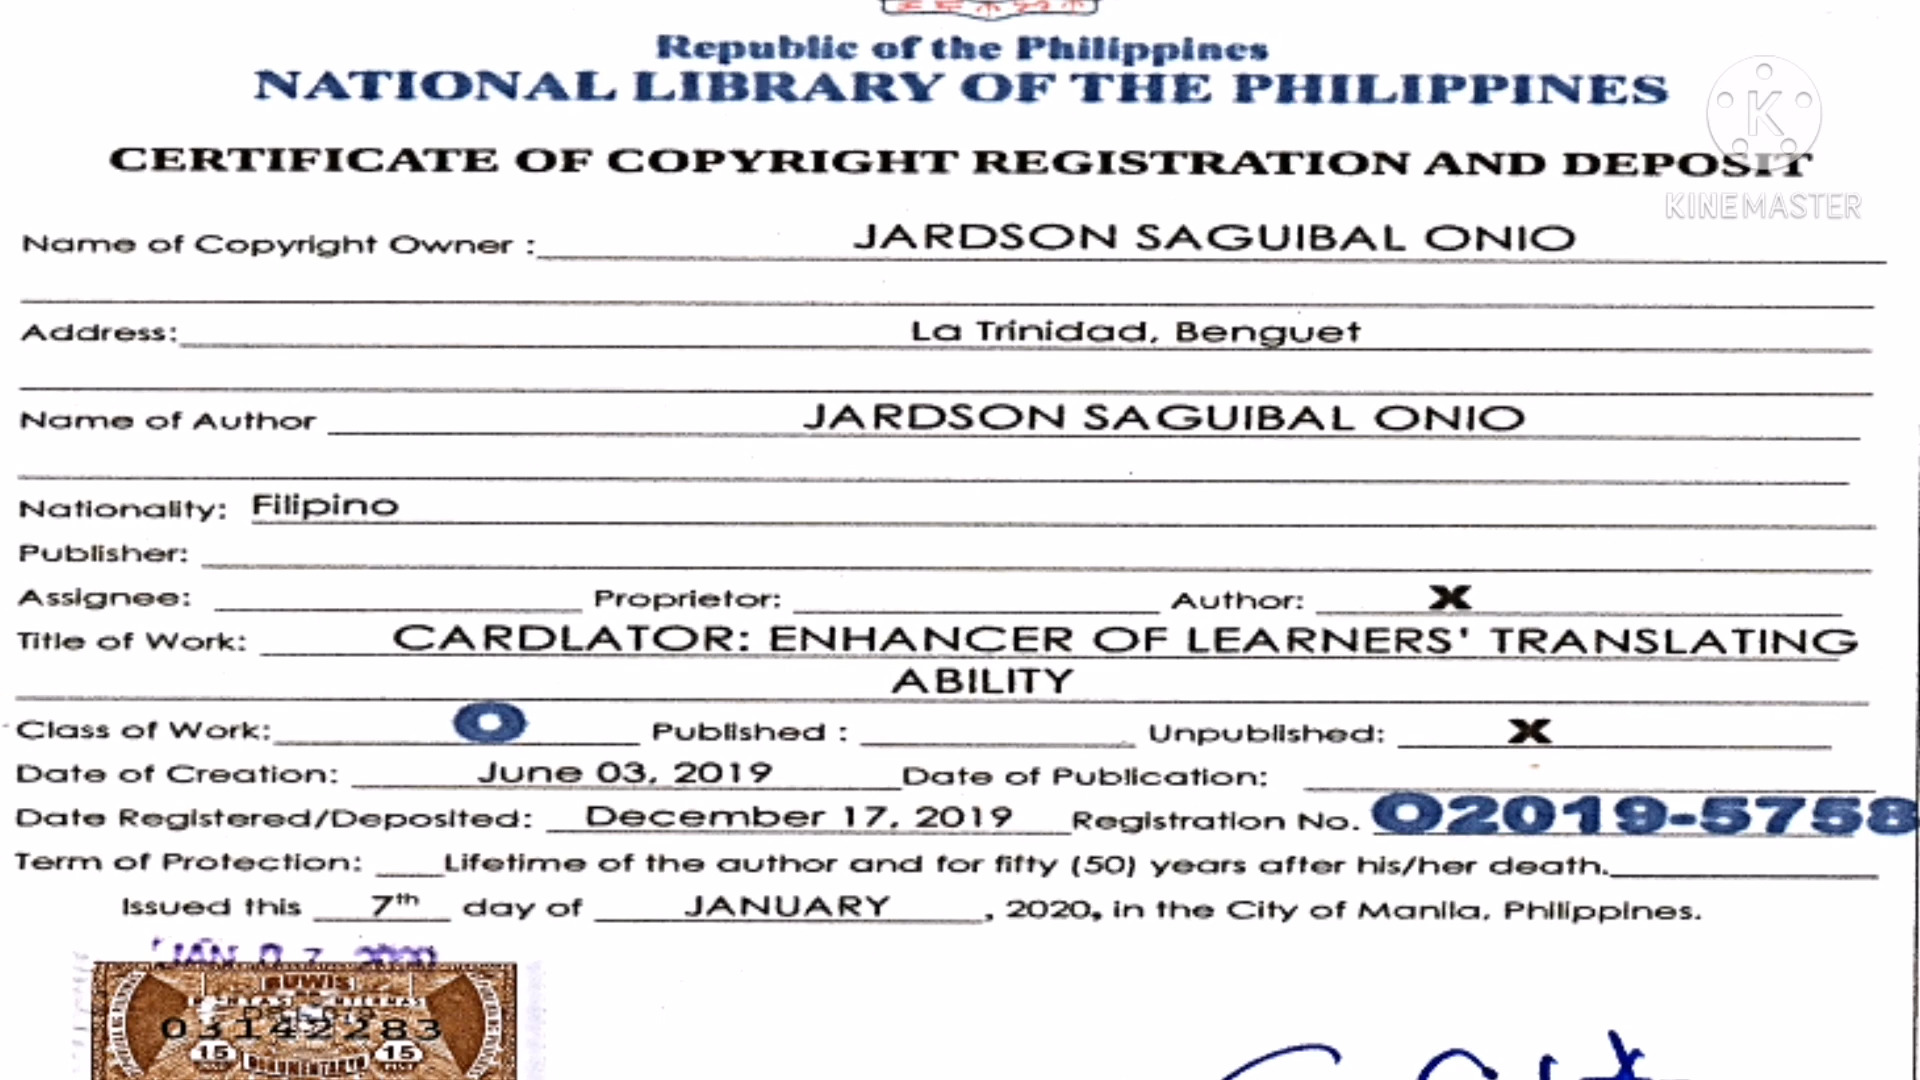 Republic of the Philippines
NATIONAL LIBRARY OF THE PHILIPPINES
K
KINEMASTER
CERTIFICATE OF COPYRIGHT REGISTRATION AND DEPOSIT
Name of Copyright Owner : JARDSON SAGUIBAL ONIO
Address: La Trinidad, Benguet
Name of Author JARDSON SAGUIBAL ONIO
Nationality: Filipino
Publisher:
Assignee: Proprietor: Author: X
Title of Work: CARDLATOR: ENHANCER OF LEARNERS' TRANSLATING
ABILITY
Class of Work: O Published : Unpublished: X
Date of Creation: June 03, 2019 Date of Publication:
Date Registered/Deposited: December 17, 2019 Registration No. O2019-5758
Term of Protection: Lifetime of the author and for fifty (50) years after his/her death.
Issued this 7th day of JANUARY, 2020, in the City of Manila, Philippines.
JAN 07 2020
BUWIS
03142283
15 15